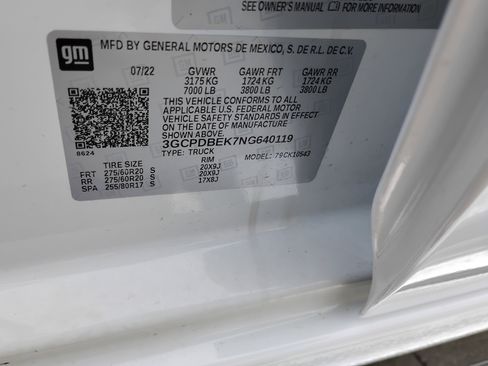 SEE OWNER'S MANUAL FOR MORE INFORMATION
gm
MFD BY GENERAL MOTORS DE MEXICO, S. DE R.L. DE C.V.
07/22 GVWR GAWR FRT GAWR RR
3175 KG 1724 KG 1724 KG
7000 LB 3800 LB 3800 LB
THIS VEHICLE CONFORMS TO ALL
APPLICABLE U.S. FEDERAL MOTOR
VEHICLE SAFETY STANDARDS IN
EFFECT ON THE DATE OF MANUFACTURE
SHOWN ABOVE.
3GCPDBEK7NG640119
TYPE: TRUCK MODEL: 79CK10543
8624
TIRE SIZE RIM
FRT 275/60R20 S 20X9J
RR 275/60R20 S 20X9J
SPA 255/80R17 S 17X8J